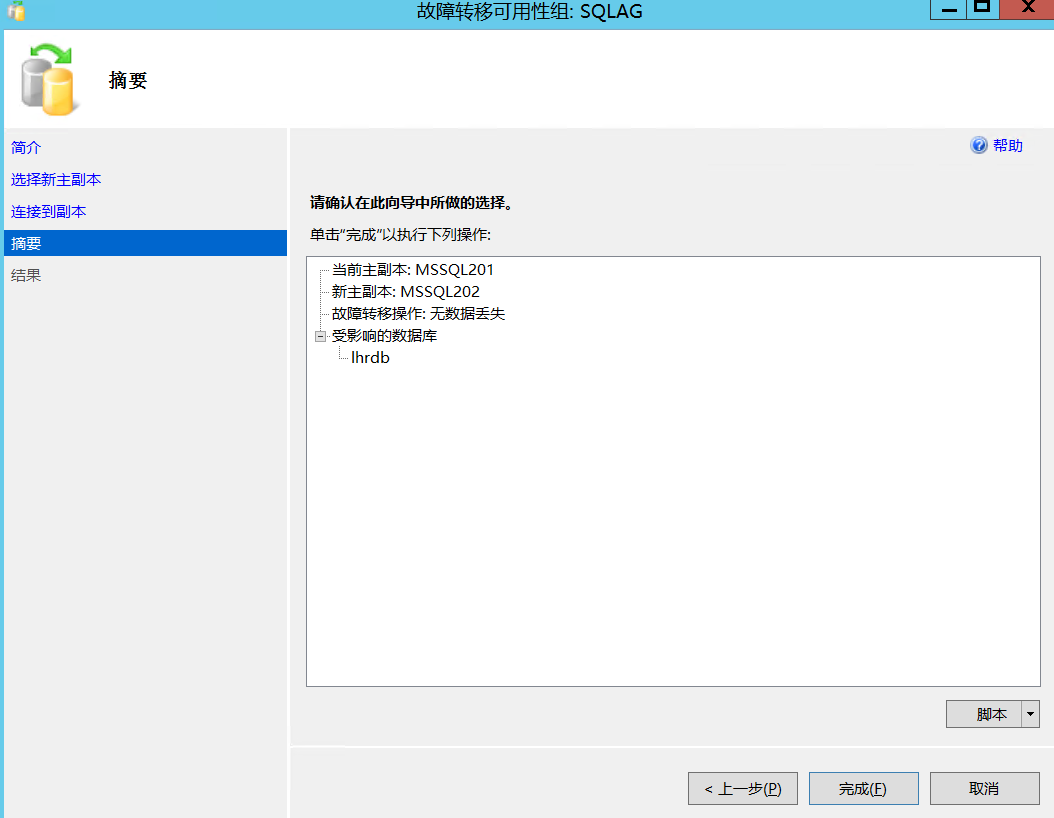 故障转移可用性组: SQLAG
摘要
简介
选择新主副本
连接到副本
摘要
结果
帮助
请确认在此向导中所做的选择。
单击“完成”以执行下列操作:
当前主副本: MSSQL201
新主副本: MSSQL202
故障转移操作: 无数据丢失
受影响的数据库
lhrdb
脚本
< 上一步(P)
完成(F)
取消